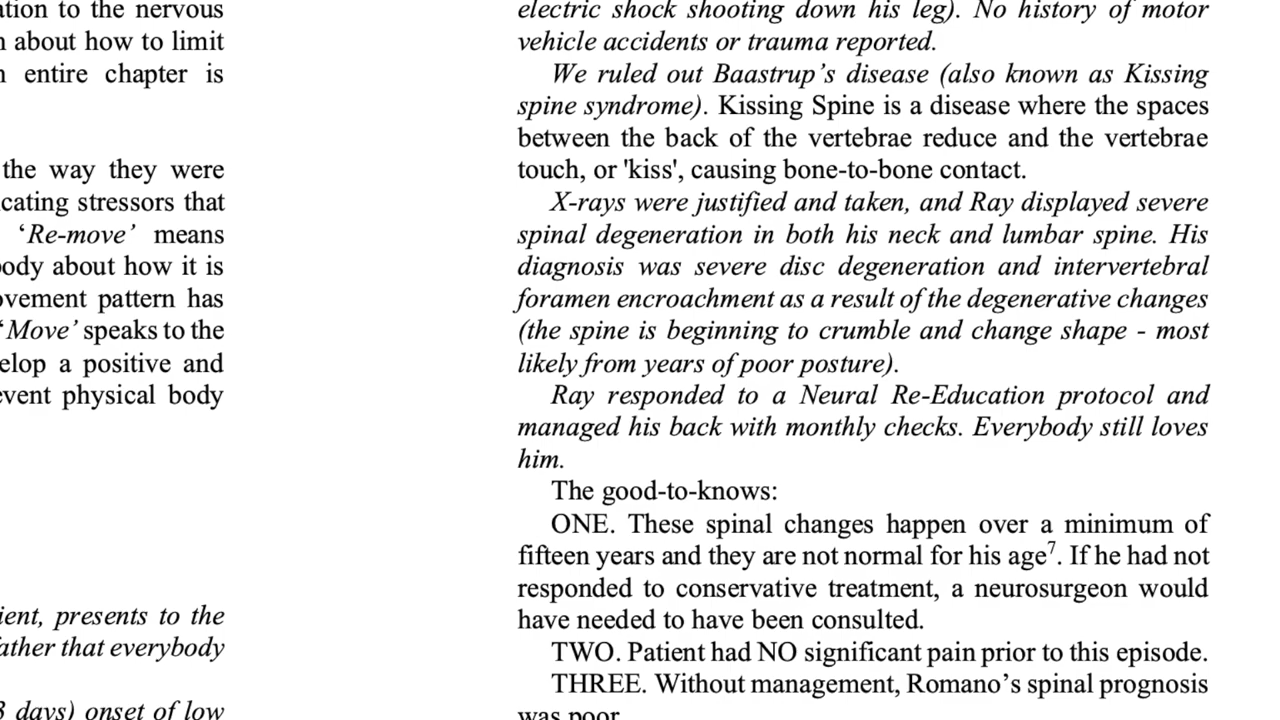 ation to the nervous
about how to limit
entire chapter is
the way they were
cating stressors that
‘Re-move’ means
body about how it is
ovement pattern has
‘Move’ speaks to the
elop a positive and
event physical body
ient, presents to the
father that everybody
3 days) onset of low
electric shock shooting down his leg). No history of motor
vehicle accidents or trauma reported.
We ruled out Baastrup’s disease (also known as Kissing
spine syndrome). Kissing Spine is a disease where the spaces
between the back of the vertebrae reduce and the vertebrae
touch, or 'kiss', causing bone-to-bone contact.
X-rays were justified and taken, and Ray displayed severe
spinal degeneration in both his neck and lumbar spine. His
diagnosis was severe disc degeneration and intervertebral
foramen encroachment as a result of the degenerative changes
(the spine is beginning to crumble and change shape - most
likely from years of poor posture).
Ray responded to a Neural Re-Education protocol and
managed his back with monthly checks. Everybody still loves
him.
The good-to-knows:
ONE. These spinal changes happen over a minimum of
fifteen years and they are not normal for his age⁷. If he had not
responded to conservative treatment, a neurosurgeon would
have needed to have been consulted.
TWO. Patient had NO significant pain prior to this episode.
THREE. Without management, Romano’s spinal prognosis
was poor.